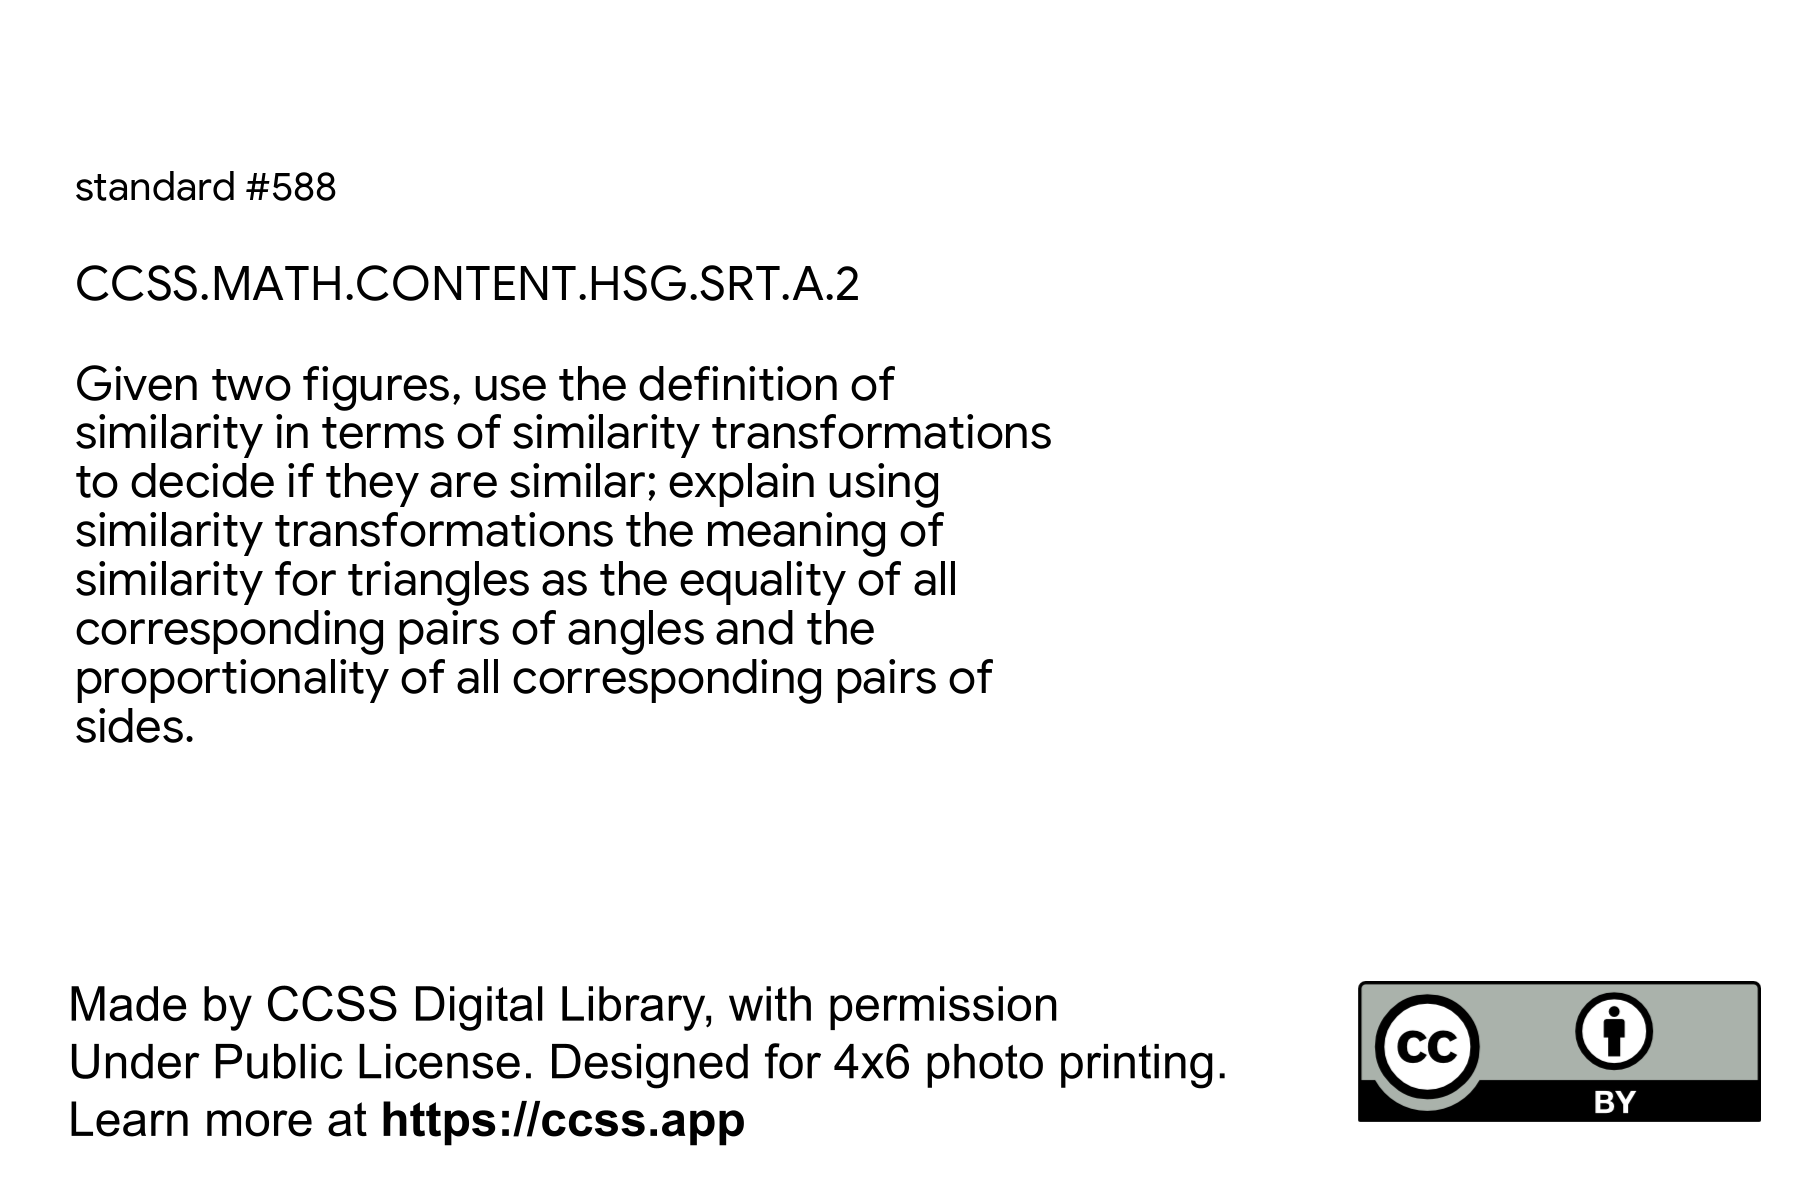 standard #588
CCSS.MATH.CONTENT.HSG.SRT.A.2
Given two figures, use the definition of
similarity in terms of similarity transformations
to decide if they are similar; explain using
similarity transformations the meaning of
similarity for triangles as the equality of all
corresponding pairs of angles and the
proportionality of all corresponding pairs of
sides.
Made by CCSS Digital Library, with permission
Under Public License. Designed for 4x6 photo printing.
Learn more at https://ccss.app
cc
BY